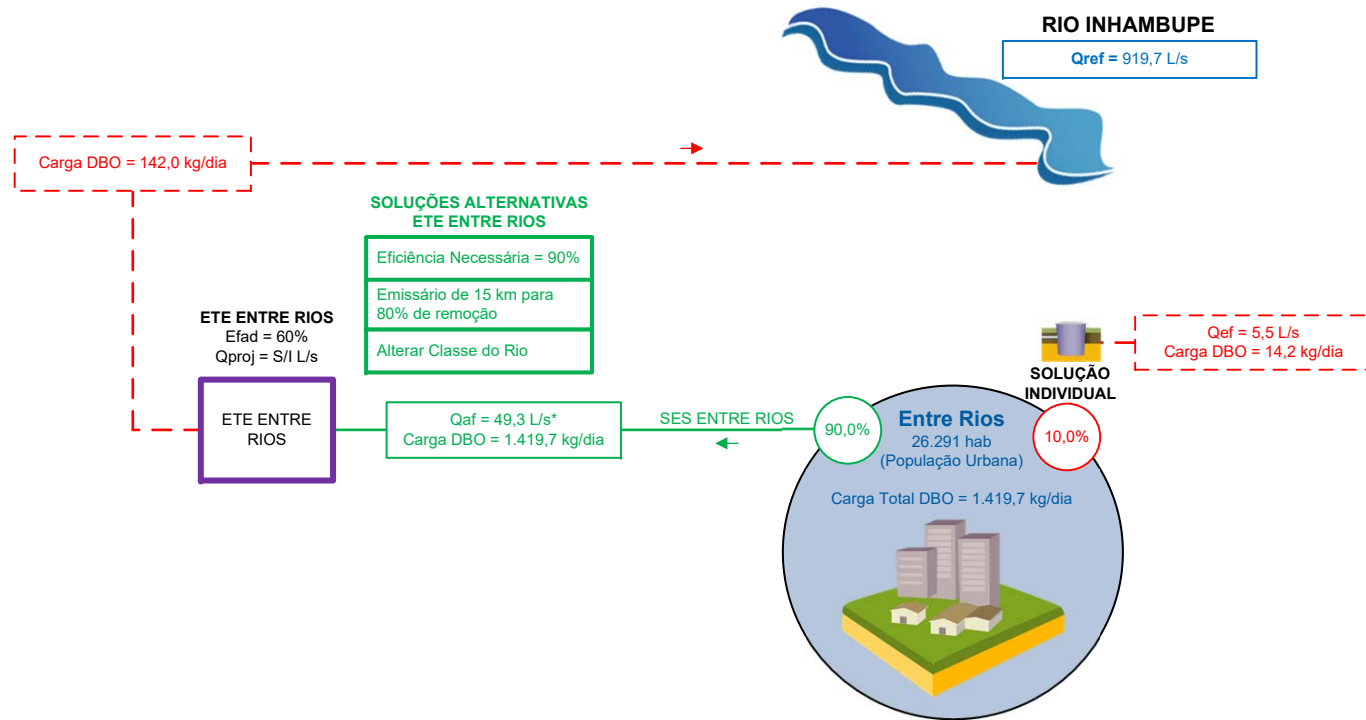 RIO INHAMBUPE
Qref = 919,7 L/s
Carga DBO = 142,0 kg/dia
SOLUÇÕES ALTERNATIVAS
ETE ENTRE RIOS
Eficiência Necessária = 90%
Emissário de 15 km para
80% de remoção
Alterar Classe do Rio
ETE ENTRE RIOS
Efad = 60%
Qproj = S/I L/s
ETE ENTRE
RIOS
Qaf = 49,3 L/s*
Carga DBO = 1.419,7 kg/dia
SES ENTRE RIOS
Qef = 5,5 L/s
Carga DBO = 14,2 kg/dia
SOLUÇÃO
INDIVIDUAL
90,0%
10,0%
Entre Rios
26.291 hab
(População Urbana)
Carga Total DBO = 1.419,7 kg/dia